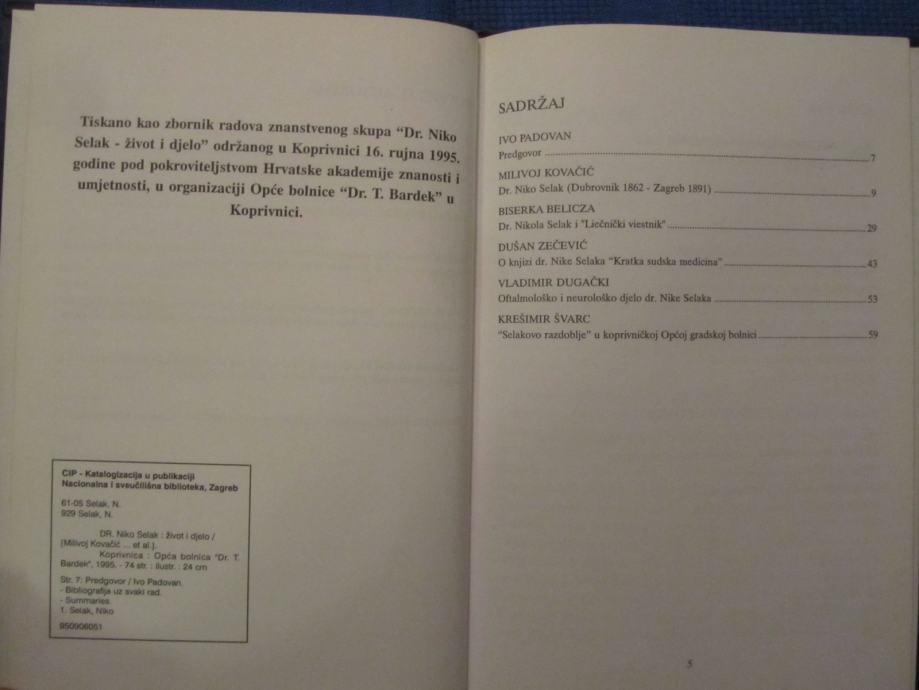 Tiskano kao zbornik radova znanstvenog skupa “Dr. Niko
Selak - život i djelo” održanog u Koprivnici 16. rujna 1995.
godine pod pokroviteljstvom Hrvatske akademije znanosti i
umjetnosti, u organizaciji Opće bolnice “Dr. T. Bardek” u
Koprivnici.
CIP - Katalogizacija u publikaciji
Nacionalna i sveučilišna biblioteka, Zagreb
61-05 Selak, N.
929 Selak, N.
DR. Niko Selak : život i djelo /
[Milivoj Kovačić ... et al.].
Koprivnica : Opća bolnica "Dr. T.
Bardek", 1995. - 74 str. : ilustr. : 24 cm
Str. 7: Predgovor / Ivo Padovan.
- Bibliografija uz svaki rad.
- Summaries.
1. Selak, Niko
950906051
SADRŽAJ
IVO PADOVAN
Predgovor ... 7
MILIVOJ KOVAČIĆ
Dr. Niko Selak (Dubrovnik 1862 - Zagreb 1891) ... 9
BISERKA BELICZA
Dr. Nikola Selak i "Liečnički viestnik" ... 29
DUŠAN ZEČEVIĆ
O knjizi dr. Nike Selaka “Kratka sudska medicina” ... 43
VLADIMIR DUGAČKI
Oftalmološko i neurološko djelo dr. Nike Selaka ... 53
KREŠIMIR ŠVARC
“Selakovo razdoblje” u koprivničkoj Općoj gradskoj bolnici ... 59
5